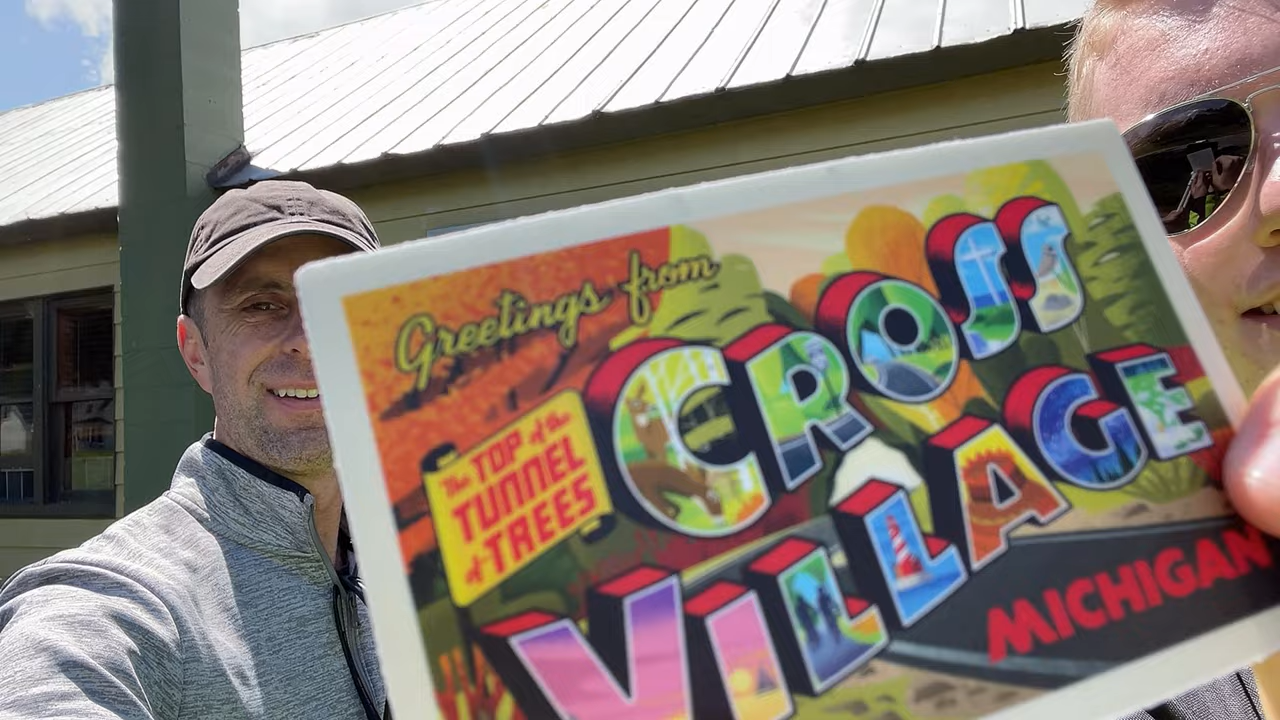 Greetings from
CROSS
VILLAGE
The TOP of the
TUNNEL
of TREES
MICHIGAN